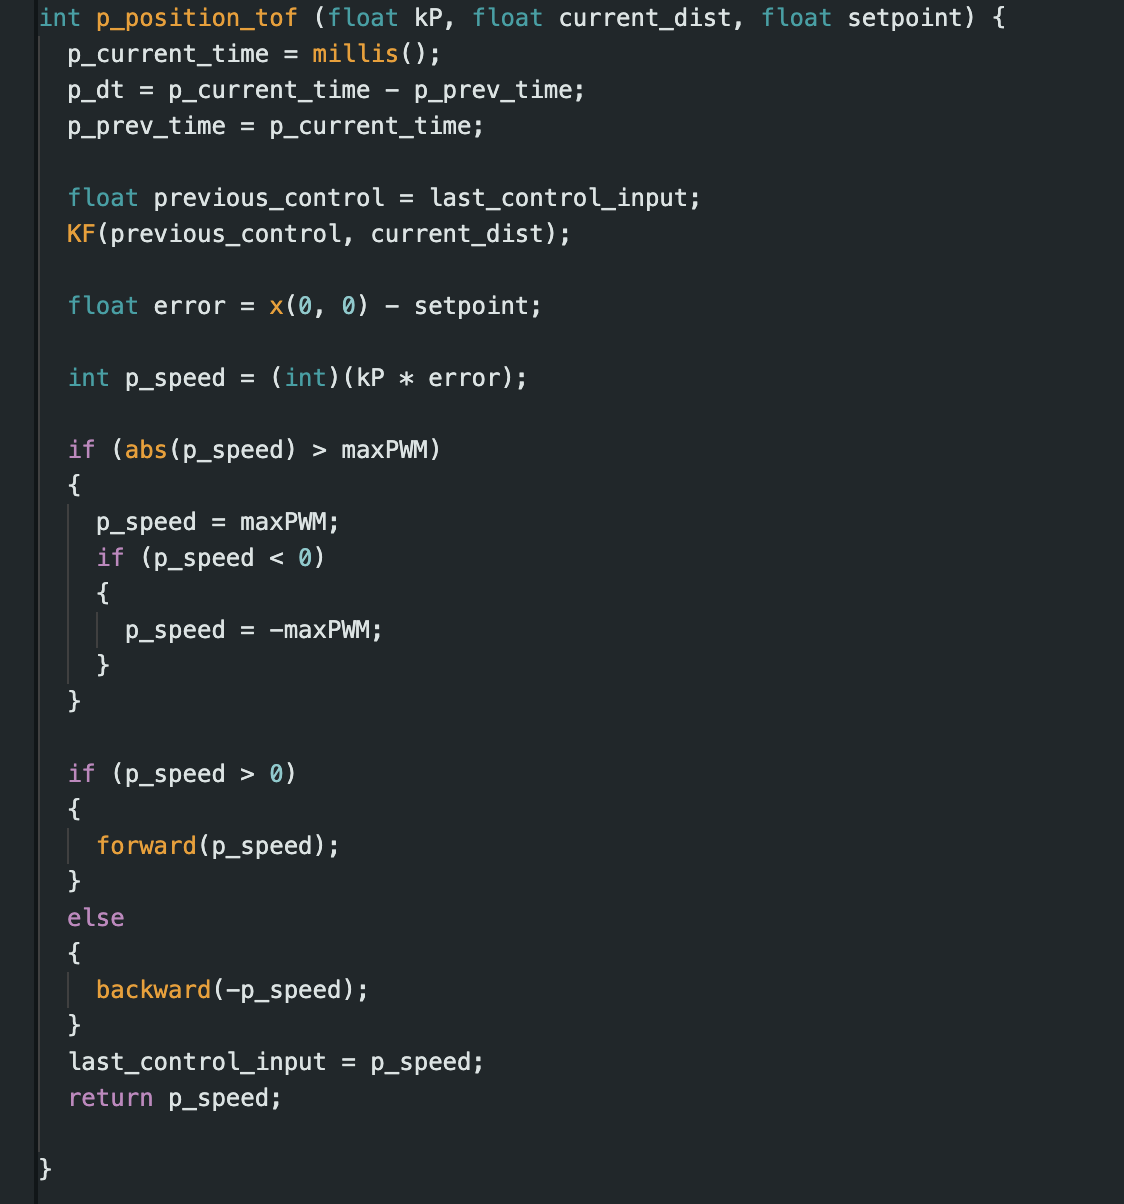 int p_position_tof (float kP, float current_dist, float setpoint) {
  p_current_time = millis();
  p_dt = p_current_time - p_prev_time;
  p_prev_time = p_current_time;

  float previous_control = last_control_input;
  KF(previous_control, current_dist);

  float error = x(0, 0) - setpoint;

  int p_speed = (int)(kP * error);

  if (abs(p_speed) > maxPWM)
  {
    p_speed = maxPWM;
    if (p_speed < 0)
    {
      p_speed = -maxPWM;
    }
  }

  if (p_speed > 0)
  {
    forward(p_speed);
  }
  else
  {
    backward(-p_speed);
  }
  last_control_input = p_speed;
  return p_speed;

}